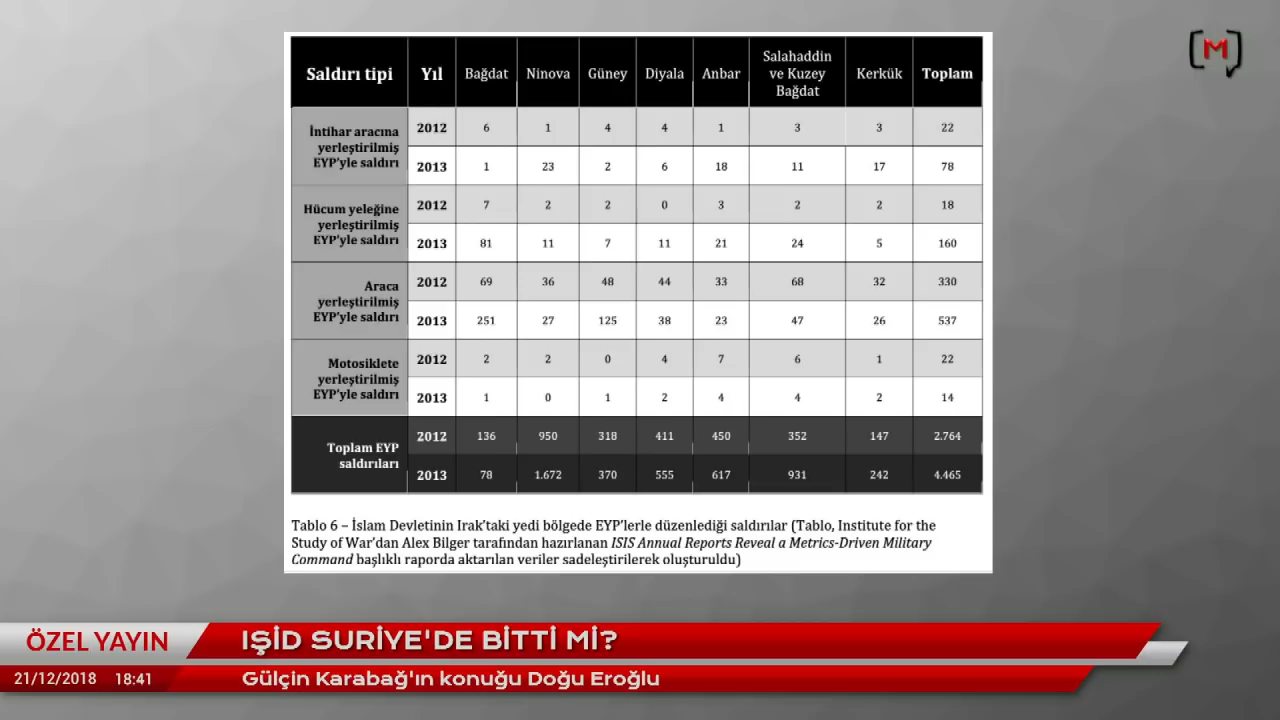 M
Saldırı tipi Yıl Bağdat Ninova Güney Diyala Anbar Salahaddin ve Kuzey Bağdat Kerkük Toplam
İntihar aracına yerleştirilmiş EYP'yle saldırı
2012 6 1 4 4 1 3 3 22
2013 1 23 2 6 18 11 17 78
Hücum yeleğine yerleştirilmiş EYP'yle saldırı
2012 7 2 2 0 3 2 2 18
2013 81 11 7 11 21 24 5 160
Araca yerleştirilmiş EYP'yle saldırı
2012 69 36 48 44 33 68 32 330
2013 251 27 125 38 23 47 26 537
Motosiklete yerleştirilmiş EYP'yle saldırı
2012 2 2 0 4 7 6 1 22
2013 1 0 1 2 4 4 2 14
Toplam EYP saldırıları
2012 136 950 318 411 450 352 147 2.764
2013 78 1.672 370 555 617 931 242 4.465
Tablo 6 – İslam Devletinin Irak'taki yedi bölgede EYP'lerle düzenlediği saldırılar (Tablo, Institute for the
Study of War'dan Alex Bilger tarafından hazırlanan ISIS Annual Reports Reveal a Metrics-Driven Military
Command başlıklı raporda aktarılan veriler sadeleştirilerek oluşturuldu)
ÖZEL YAYIN IŞİD SURİYE'DE BİTTİ Mİ?
21/12/2018 18:41 Gülçin Karabağ'ın konuğu Doğu Eroğlu